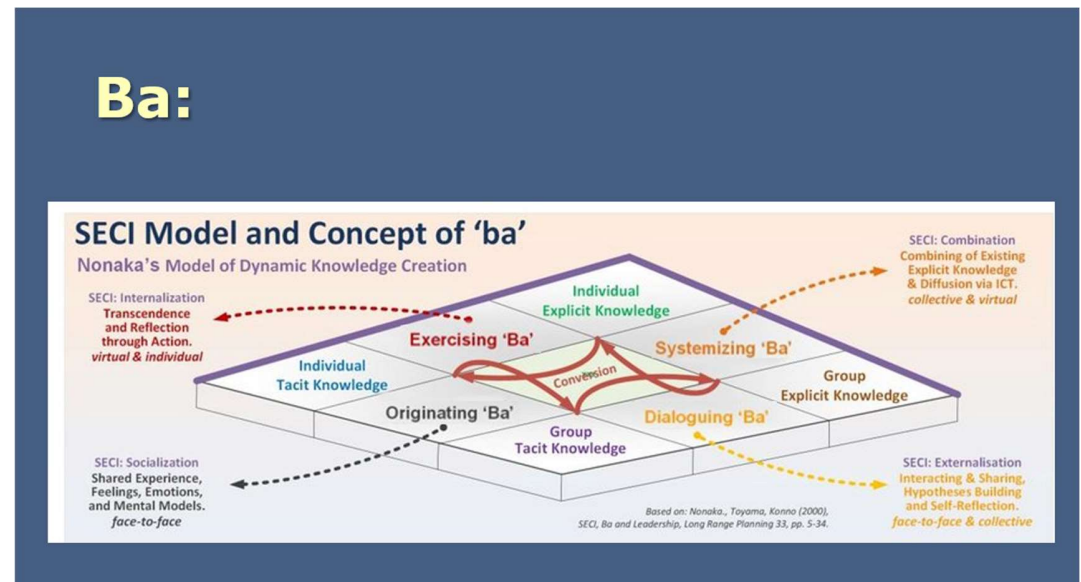 Ba:
SECI Model and Concept of ‘ba’
Nonaka’s Model of Dynamic Knowledge Creation
SECI: Internalization
Transcendence
and Reflection
through Action.
virtual & individual
SECI: Combination
Combining of Existing
Explicit Knowledge
& Diffusion via ICT.
collective & virtual
Individual
Explicit Knowledge
Exercising ‘Ba’
Systemizing ‘Ba’
Individual
Tacit Knowledge
Conversion
Group
Explicit Knowledge
Originating ‘Ba’
Dialoguing ‘Ba’
Group
Tacit Knowledge
SECI: Socialization
Shared Experience,
Feelings, Emotions,
and Mental Models.
face-to-face
SECI: Externalisation
Interacting & Sharing,
Hypotheses Building
and Self-Reflection.
face-to-face & collective
Based on: Nonaka., Toyama, Konno (2000),
SECI, Ba and Leadership, Long Range Planning 33, pp. 5-34.